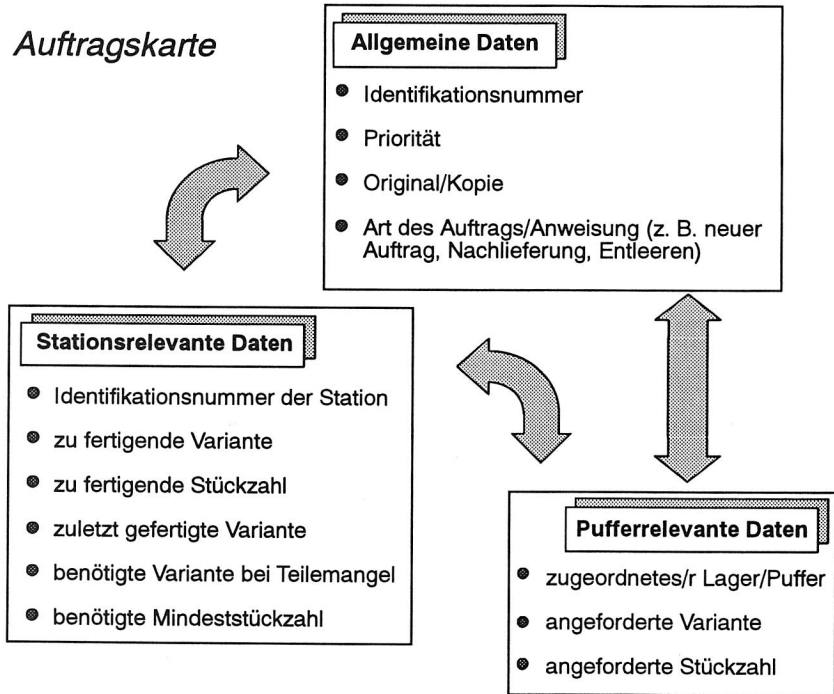 Auftragskarte
Allgemeine Daten
Identifikationsnummer
Priorität
Original/Kopie
Art des Auftrags/Anweisung (z. B. neuer
Auftrag, Nachlieferung, Entleeren)
Stationsrelevante Daten
Identifikationsnummer der Station
zu fertigende Variante
zu fertigende Stückzahl
zuletzt gefertigte Variante
benötigte Variante bei Teilemangel
benötigte Mindeststückzahl
Pufferrelevante Daten
zugeordnetes/r Lager/Puffer
angeforderte Variante
angeforderte Stückzahl